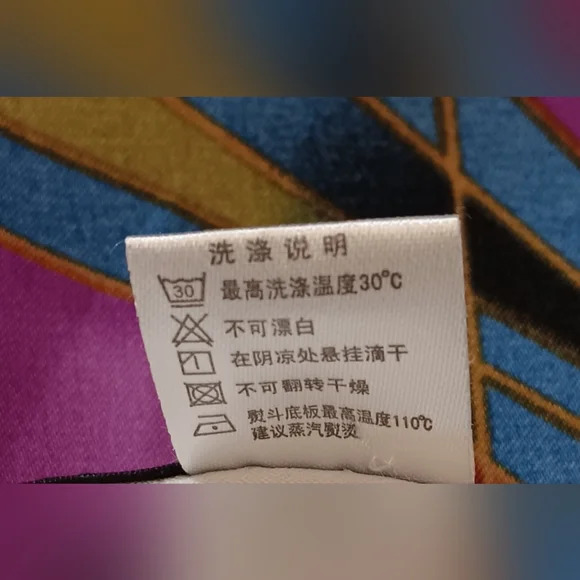 洗涤说明
30 最高洗涤温度30℃
不可漂白
在阴凉处悬挂滴干
不可翻转干燥
熨斗底板最高温度110℃
建议蒸汽熨烫